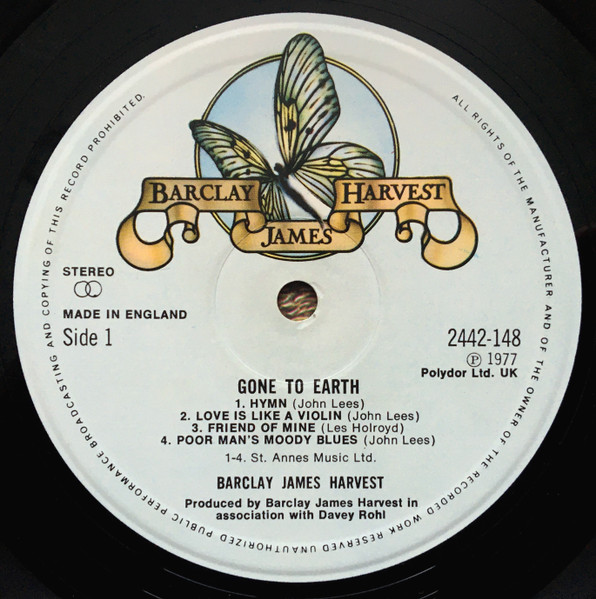 BARCLAY JAMES HARVEST
STEREO
MADE IN ENGLAND
Side 1
2442-148
Ⓟ 1977
Polydor Ltd. UK
GONE TO EARTH
1. HYMN (John Lees)
2. LOVE IS LIKE A VIOLIN (John Lees)
3. FRIEND OF MINE (Les Holroyd)
4. POOR MAN'S MOODY BLUES (John Lees)
1-4. St. Annes Music Ltd.
BARCLAY JAMES HARVEST
Produced by Barclay James Harvest in
association with Davey Rohl
ALL RIGHTS OF THE MANUFACTURER AND OF THE OWNER OF THE RECORDED WORK RESERVED UNAUTHORIZED PUBLIC PERFORMANCE BROADCASTING AND COPYING OF THIS RECORD PROHIBITED.